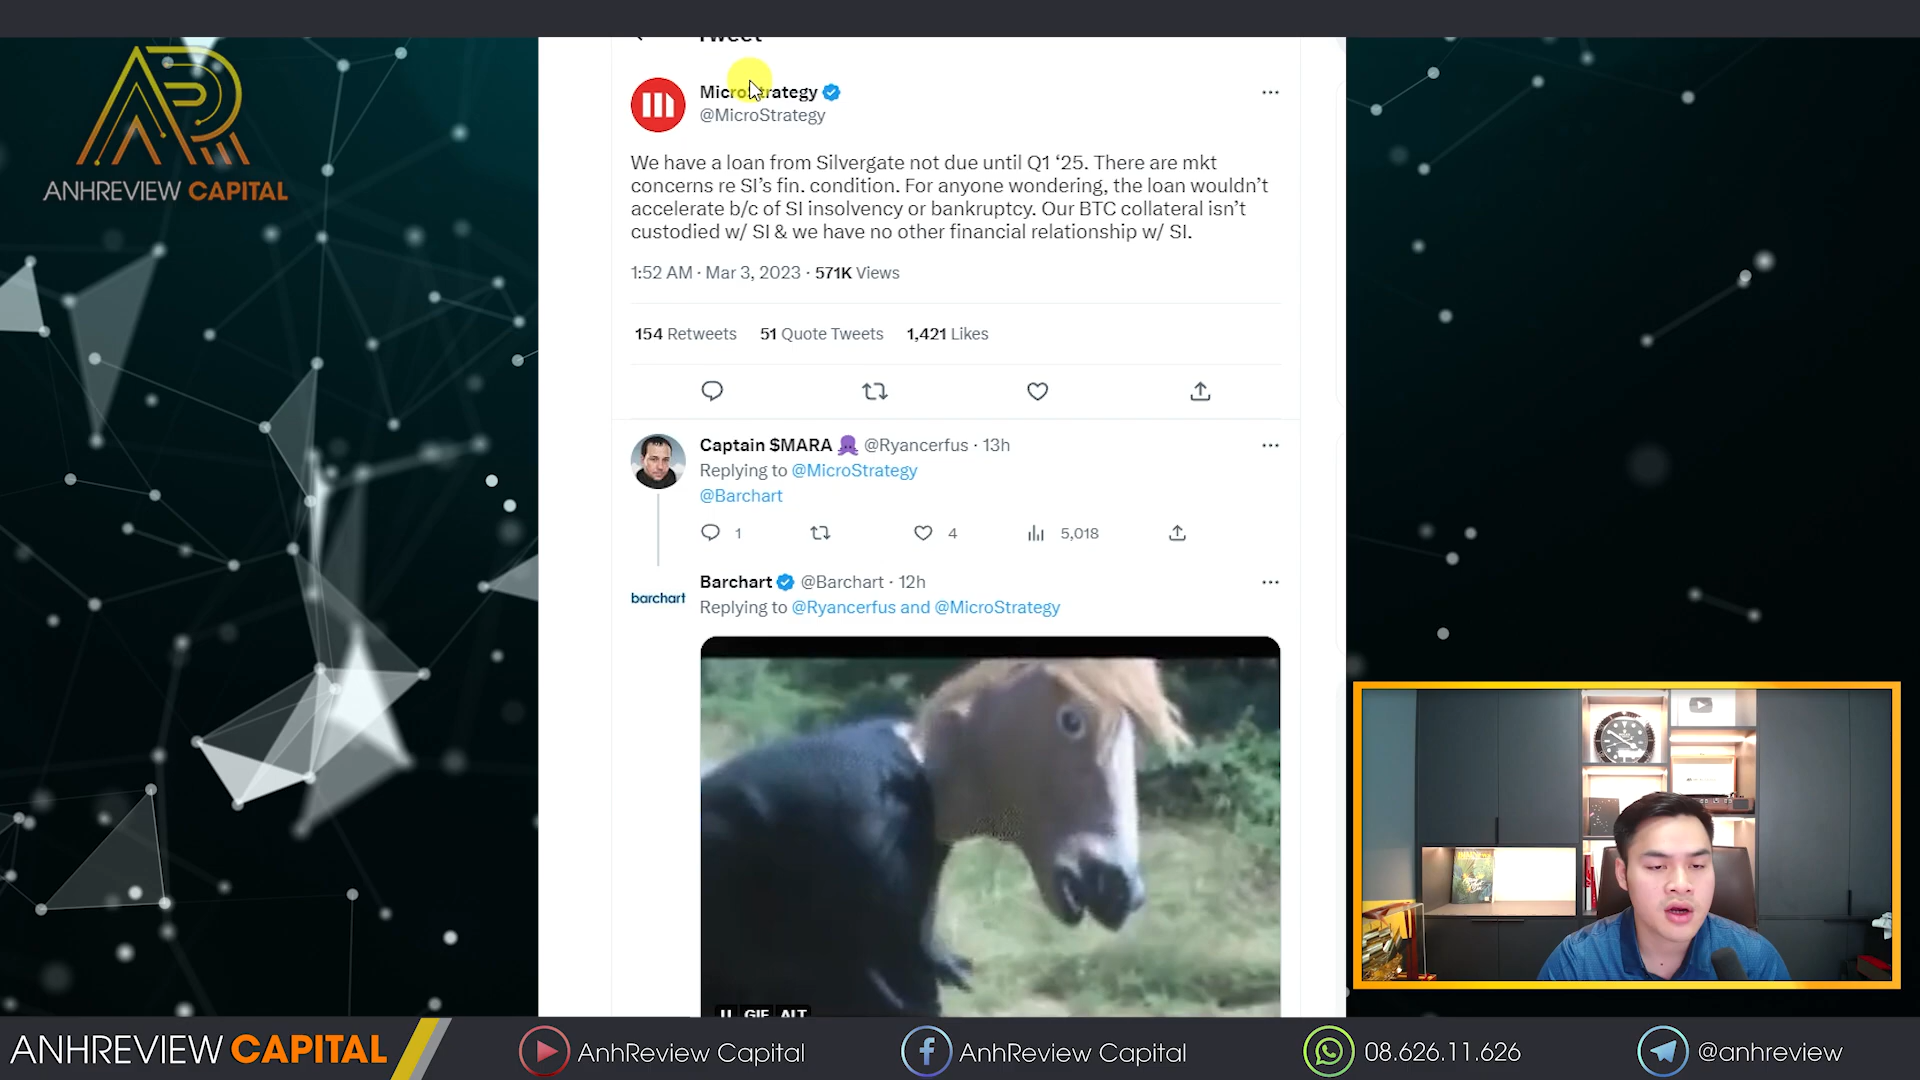 Tweet
ANHREVIEW CAPITAL
MicroStrategy
@MicroStrategy
We have a loan from Silvergate not due until Q1 ‘25. There are mkt
concerns re SI’s fin. condition. For anyone wondering, the loan wouldn’t
accelerate b/c of SI insolvency or bankruptcy. Our BTC collateral isn’t
custodied w/ SI & we have no other financial relationship w/ SI.
1:52 AM · Mar 3, 2023 · 571K Views
154 Retweets 51 Quote Tweets 1,421 Likes
Captain $MARA @Ryancerfus · 13h
Replying to @MicroStrategy
@Barchart
1 4 5,018
barchart
Barchart @Barchart · 12h
Replying to @Ryancerfus and @MicroStrategy
GIF ALT
ANHREVIEW CAPITAL AnhReview Capital AnhReview Capital 08.626.11.626 @anhreview